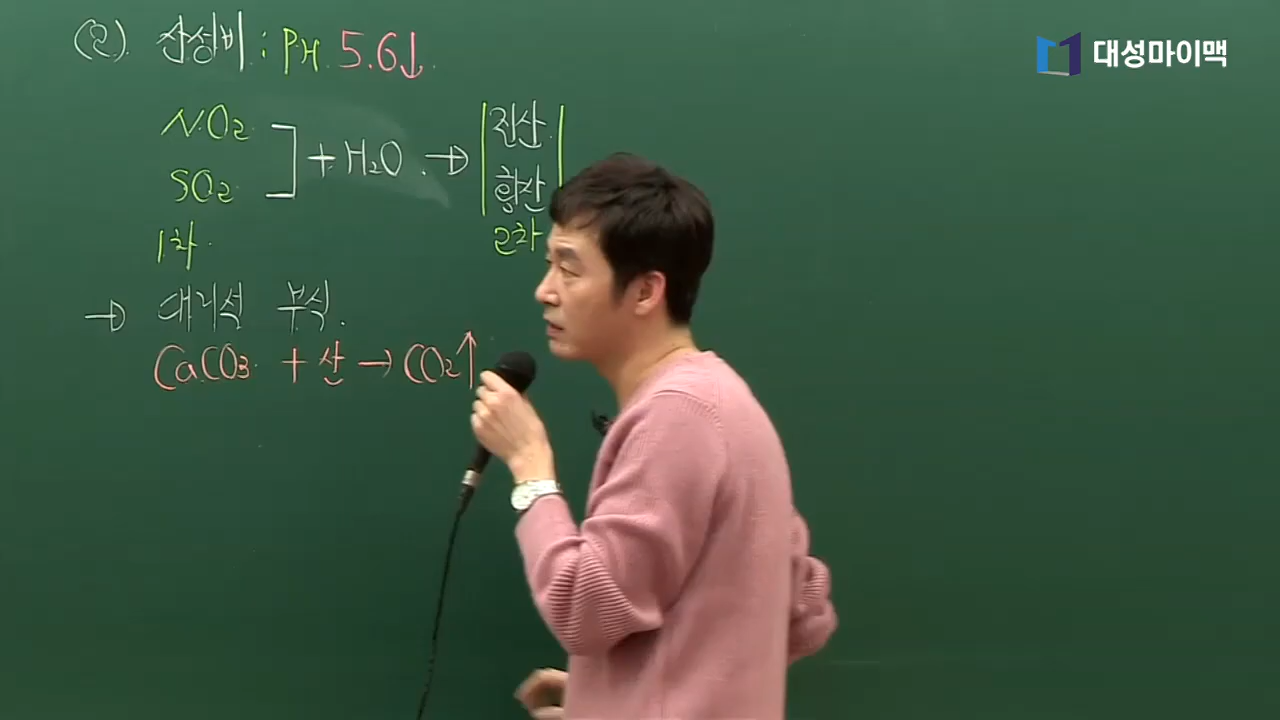 (2). 산성비 : PH 5.6↓
대성마이맥
NO₂
SO₂
] + H₂O → 질산
황산
1차
2차
→ 대리석 부식.
CaCO₃ + 산 → CO₂↑